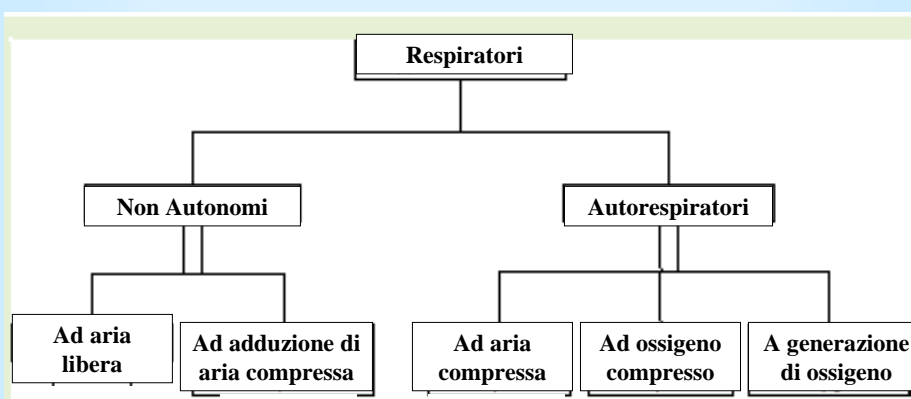 Respiratori
Non Autonomi
Autorespiratori
Ad aria
libera
Ad adduzione di
aria compressa
Ad aria
compressa
Ad ossigeno
compresso
A generazione
di ossigeno